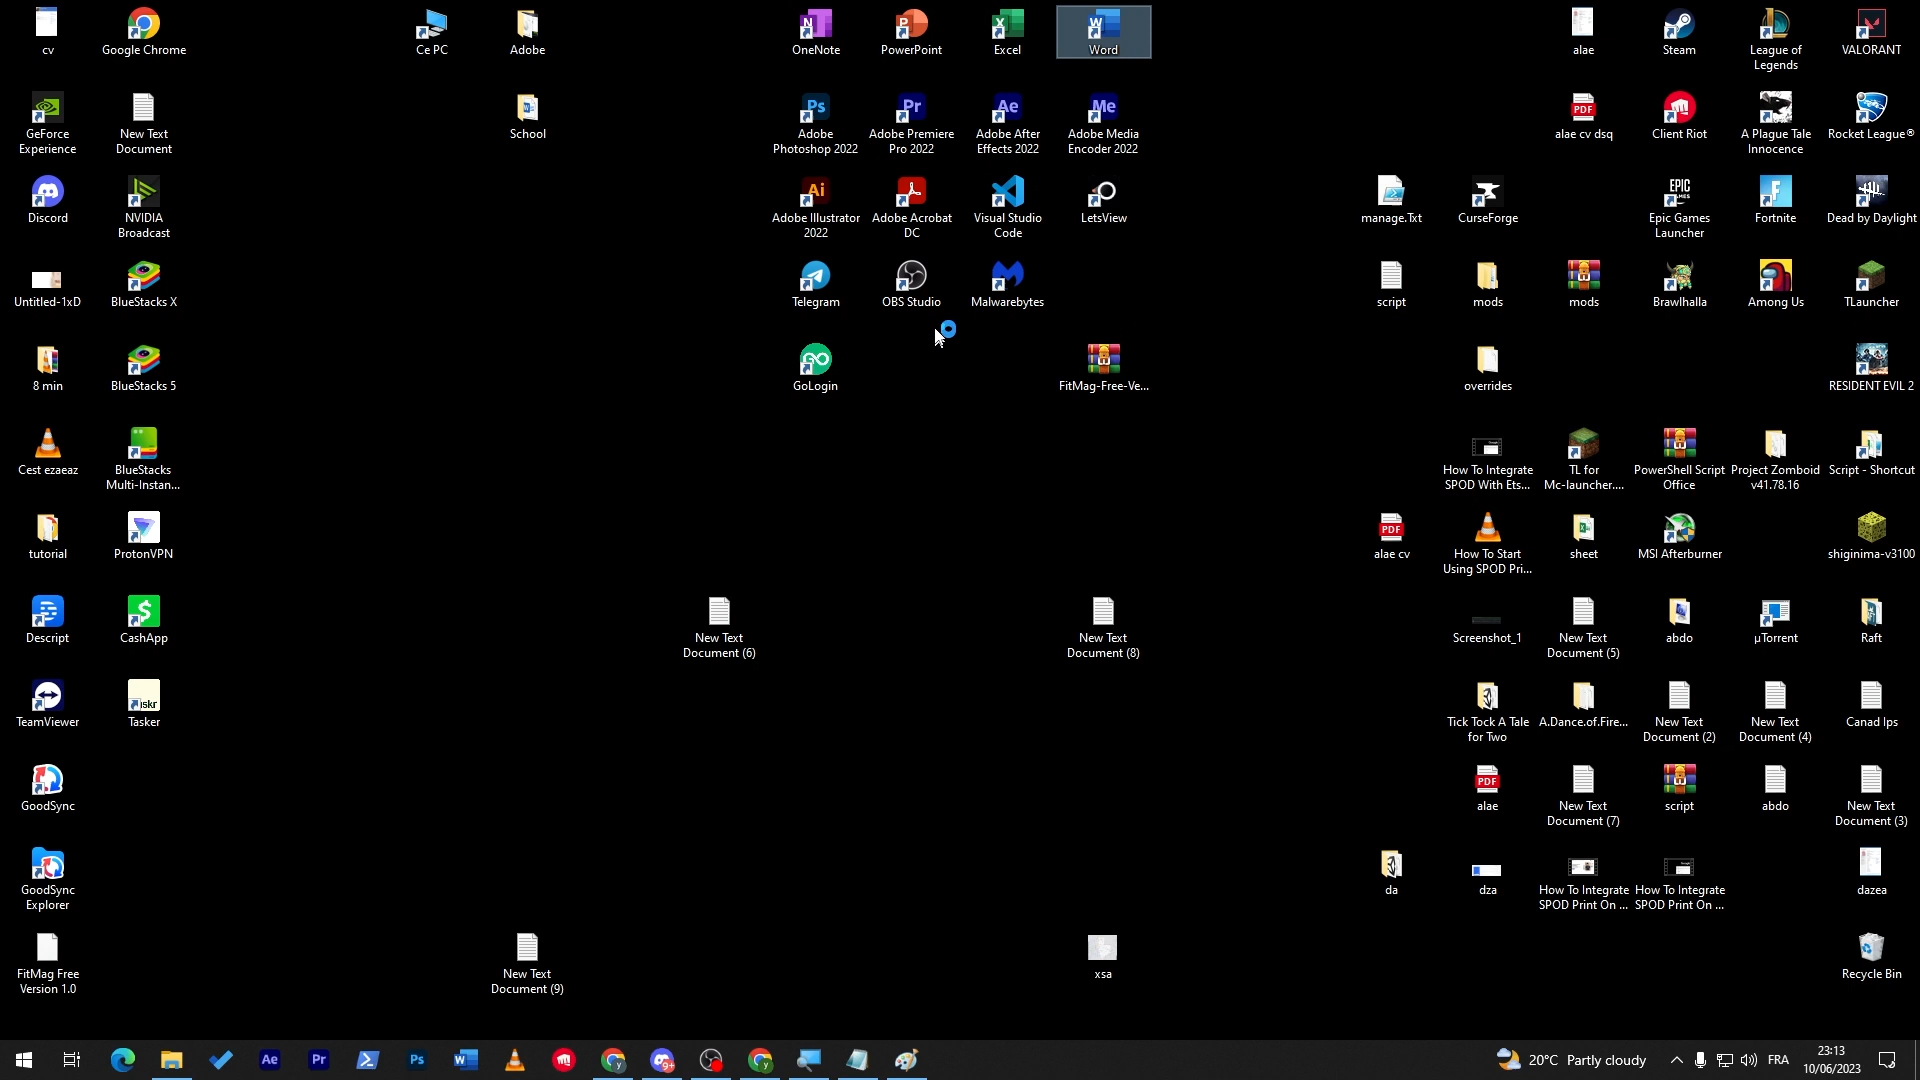 cv
Google Chrome
Ce PC
Adobe
OneNote
PowerPoint
Excel
Word
alae
Steam
League of
Legends
VALORANT
GeForce
Experience
New Text
Document
School
Adobe
Photoshop 2022
Adobe Premiere
Pro 2022
Adobe After
Effects 2022
Adobe Media
Encoder 2022
alae cv dsq
Client Riot
A Plague Tale
Innocence
Rocket League®
Discord
NVIDIA
Broadcast
Adobe Illustrator
2022
Adobe Acrobat
DC
Visual Studio
Code
LetsView
manage.Txt
CurseForge
Epic Games
Launcher
Fortnite
Dead by Daylight
Untitled-1xD
BlueStacks X
Telegram
OBS Studio
Malwarebytes
script
mods
mods
Brawlhalla
Among Us
TLauncher
8 min
BlueStacks 5
GoLogin
FitMag-Free-Ve...
overrides
RESIDENT EVIL 2
Cest ezaeaz
BlueStacks
Multi-Instan...
How To Integrate
SPOD With Ets...
TL for
Mc-launcher....
PowerShell Script
Office
Project Zomboid
v41.78.16
Script - Shortcut
tutorial
ProtonVPN
alae cv
How To Start
Using SPOD Pri...
sheet
MSI Afterburner
shiginima-v3100
Descript
CashApp
New Text
Document (6)
New Text
Document (8)
Screenshot_1
New Text
Document (5)
abdo
µTorrent
Raft
TeamViewer
Tasker
Tick Tock A Tale
for Two
A.Dance.of.Fire...
New Text
Document (2)
New Text
Document (4)
Canad Ips
GoodSync
alae
New Text
Document (7)
script
abdo
New Text
Document (3)
GoodSync
Explorer
da
dza
How To Integrate
SPOD Print On ...
How To Integrate
SPOD Print On ...
dazea
FitMag Free
Version 1.0
New Text
Document (9)
xsa
Recycle Bin
20°C Partly cloudy
FRA
23:13
10/06/2023